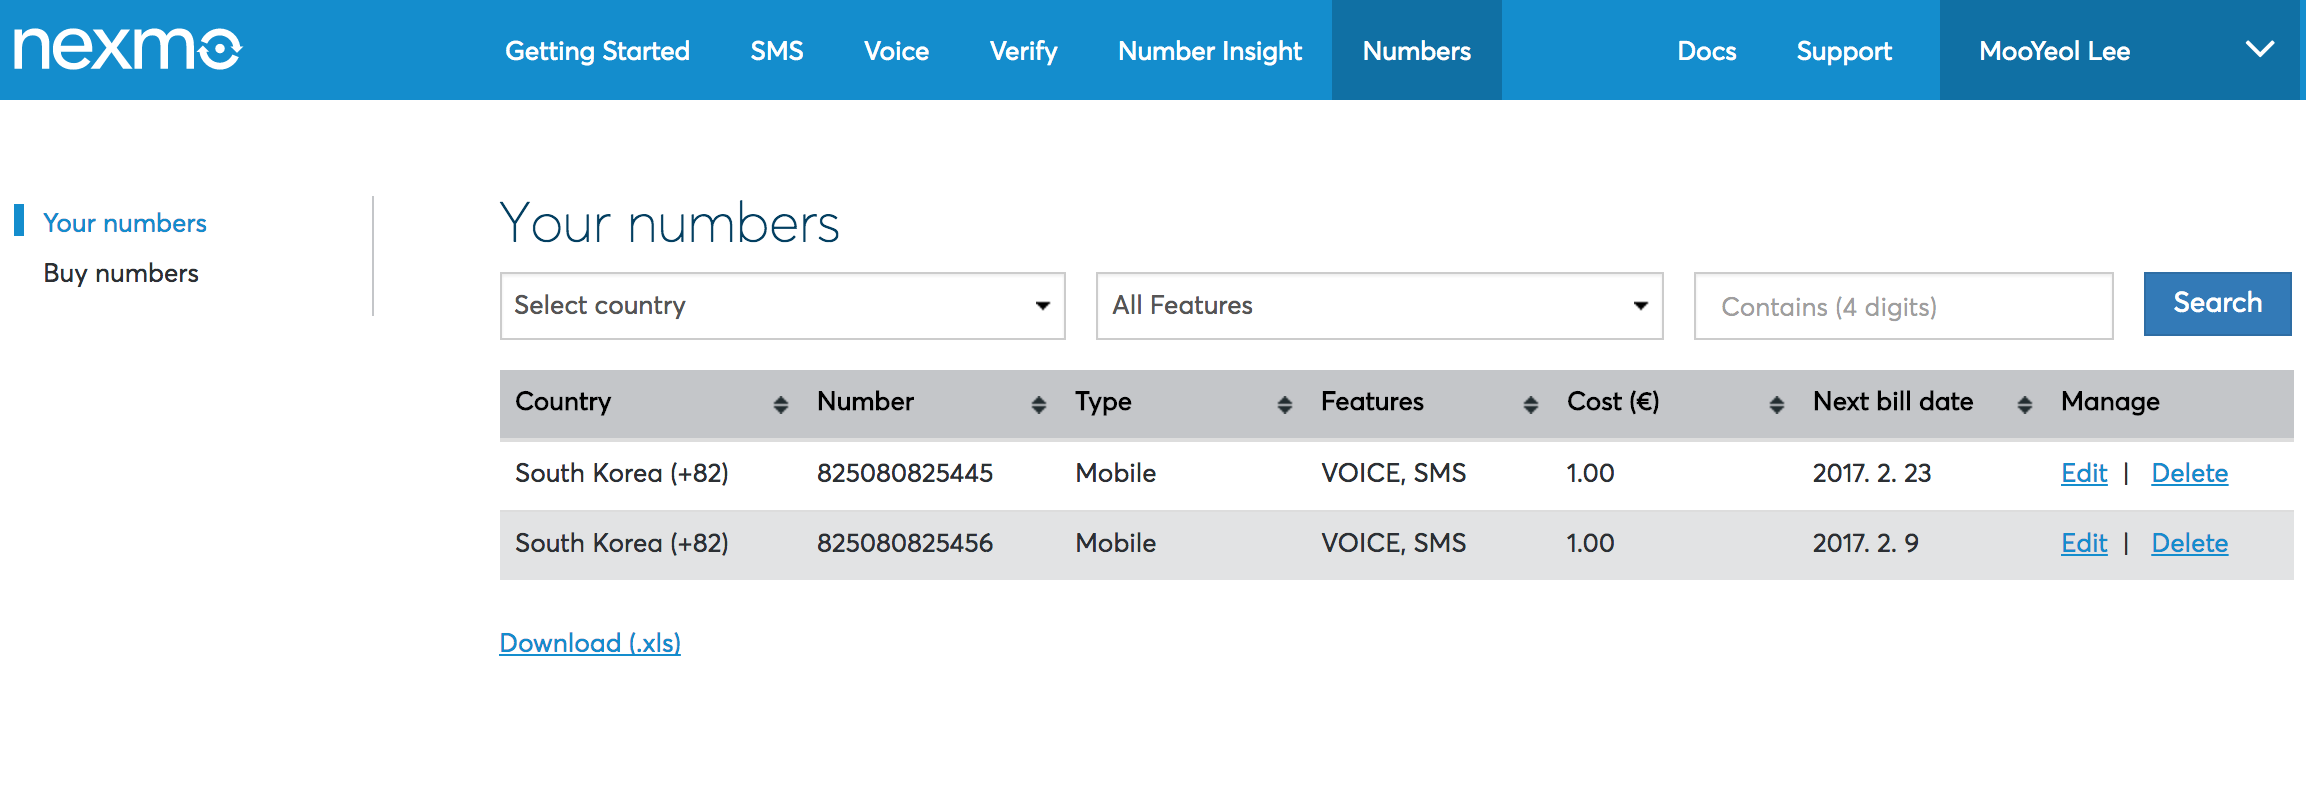 nexmo Getting Started SMS Voice Verify Number Insight Numbers Docs Support MooYeol Lee
Your numbers
Buy numbers
Your numbers
Select country All Features Contains (4 digits) Search
Country Number Type Features Cost (€) Next bill date Manage
South Korea (+82) 825080825445 Mobile VOICE, SMS 1.00 2017. 2. 23 Edit | Delete
South Korea (+82) 825080825456 Mobile VOICE, SMS 1.00 2017. 2. 9 Edit | Delete
Download (.xls)